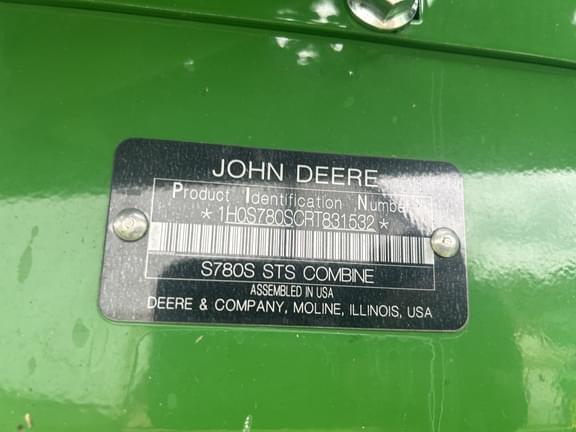 JOHN DEERE
Product Identification Number
*1H0S780SCRT831532*
S780S STS COMBINE
ASSEMBLED IN USA
DEERE & COMPANY, MOLINE, ILLINOIS, USA